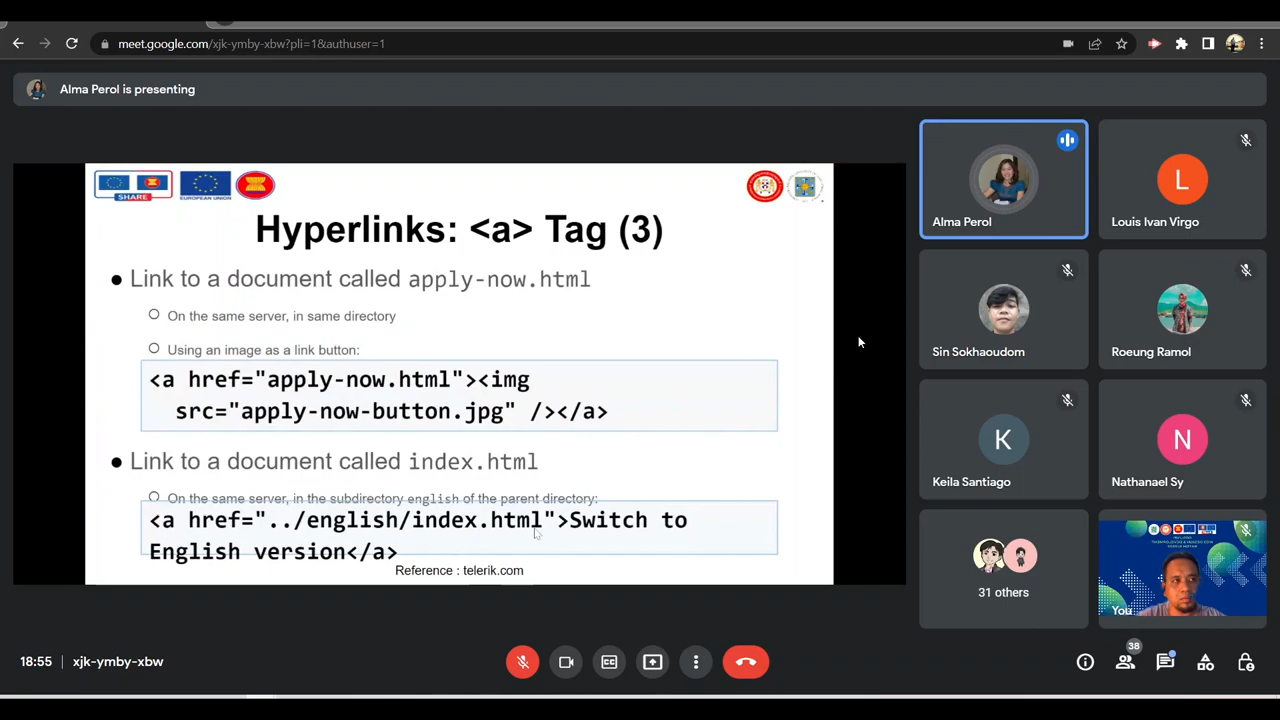 meet.google.com/xjk-ymby-xbw?pli=1&authuser=1
Alma Perol is presenting
SHARE
EUROPEAN UNION
Hyperlinks: <a> Tag (3)
● Link to a document called apply-now.html
○ On the same server, in same directory
○ Using an image as a link button:
<a href="apply-now.html"><img
src="apply-now-button.jpg" /></a>
● Link to a document called index.html
○ On the same server, in the subdirectory english of the parent directory:
<a href="../english/index.html">Switch to
English version</a>
Reference : telerik.com
Alma Perol
L
Louis Ivan Virgo
Sin Sokhaoudom
Roeung Ramol
K
Keila Santiago
N
Nathanael Sy
31 others
You
18:55 | xjk-ymby-xbw
38